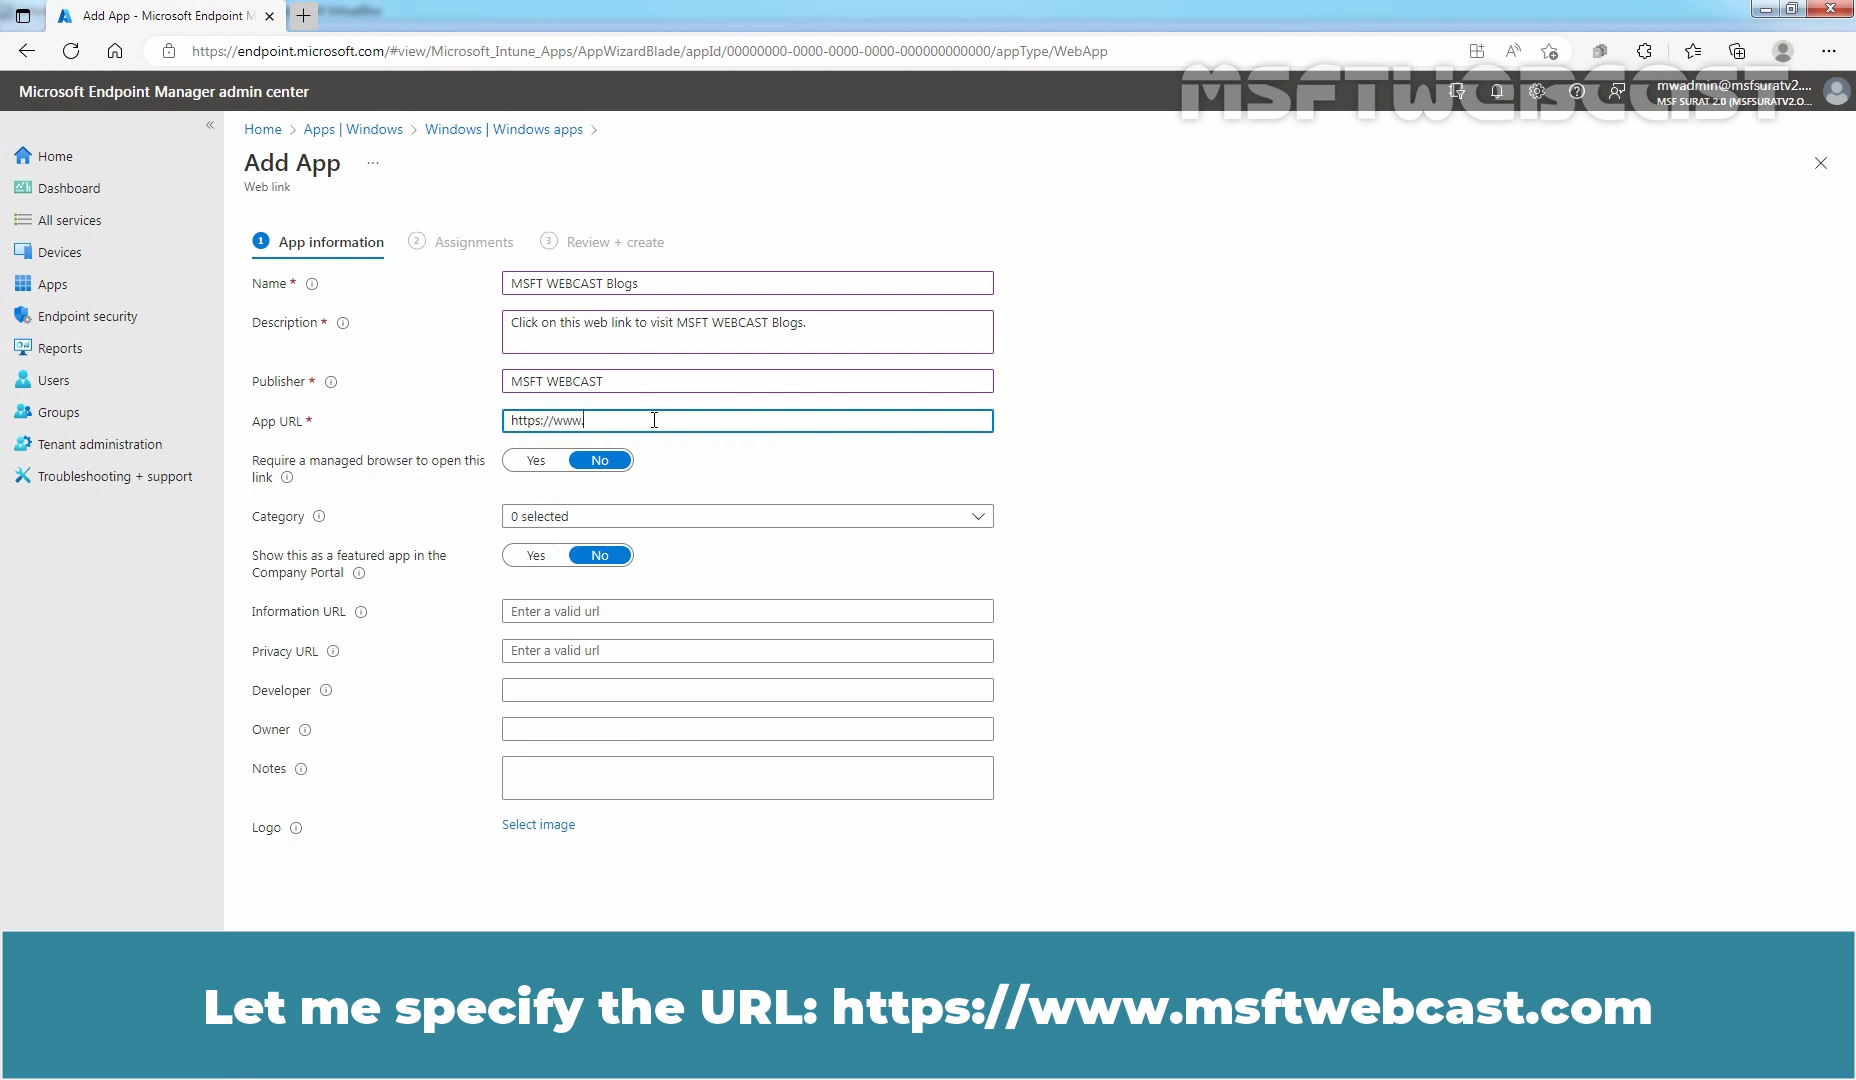 Add App - Microsoft Endpoint M
https://endpoint.microsoft.com/#view/Microsoft_Intune_Apps/AppWizardBlade/appId/00000000-0000-0000-0000-000000000000/appType/WebApp
MSFTWEBCAST
Microsoft Endpoint Manager admin center
mwadmin@msfsuratv2....
MSF SURAT 2.0 (MSFSURATV2.O...
Home > Apps | Windows > Windows | Windows apps >
Add App ...
Web link
Home
Dashboard
All services
Devices
Apps
Endpoint security
Reports
Users
Groups
Tenant administration
Troubleshooting + support
1 App information 2 Assignments 3 Review + create
Name * MSFT WEBCAST Blogs
Description * Click on this web link to visit MSFT WEBCAST Blogs.
Publisher * MSFT WEBCAST
App URL * https://www.
Require a managed browser to open this
link
Yes No
Category 0 selected
Show this as a featured app in the
Company Portal
Yes No
Information URL Enter a valid url
Privacy URL Enter a valid url
Developer
Owner
Notes
Logo Select image
Let me specify the URL: https://www.msftwebcast.com